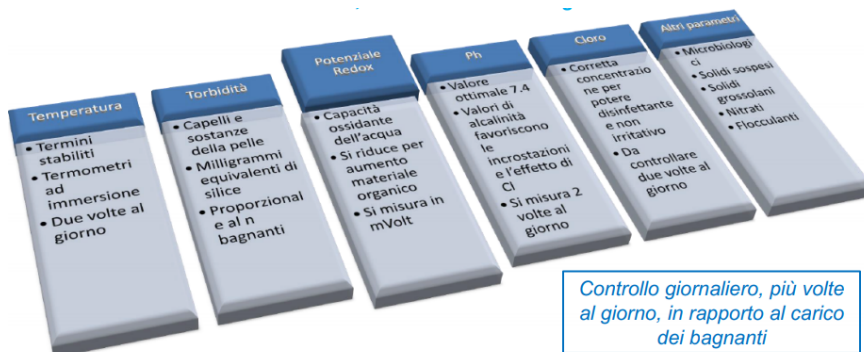 Temperatura
• Termini
stabiliti
• Termometri
ad
immersione
• Due volte al
giorno
Torbidità
• Capelli e
sostanze
della pelle
• Milligrammi
equivalenti di
silice
• Proporzional
e al n
bagnanti
Potenziale
Redox
• Capacità
ossidante
dell'acqua
• Si riduce per
aumento
materiale
organico
• Si misura in
mVolt
Ph
• Valore
ottimale 7.4
• Valori di
alcalinità
favoriscono
le
incrostazioni
e l'effetto di
Cl
• Si misura 2
volte al
giorno
Cloro
• Corretta
concentrazio
ne per
potere
disinfettante
e non
irritativo
• Da
controllare
due volte al
giorno
Altri parametri
• Microbiologi
ci
• Solidi sospesi
• Solidi
grossolani
• Nitrati
• Flocculanti
Controllo giornaliero, più volte
al giorno, in rapporto al carico
dei bagnanti